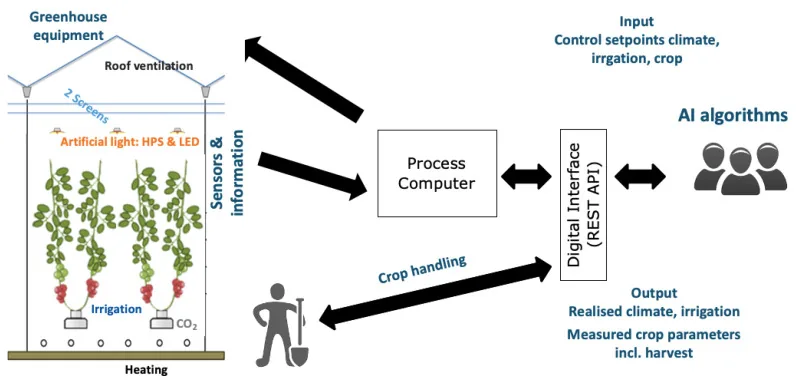 Greenhouse
equipment
Roof ventilation
2 Screens
Artificial light: HPS & LED
Irrigation
CO₂
Heating
Sensors &
information
Process
Computer
Digital Interface
(REST API)
Crop handling
Input
Control setpoints climate,
irrgation, crop
AI algorithms
Output
Realised climate, irrigation
Measured crop parameters
incl. harvest